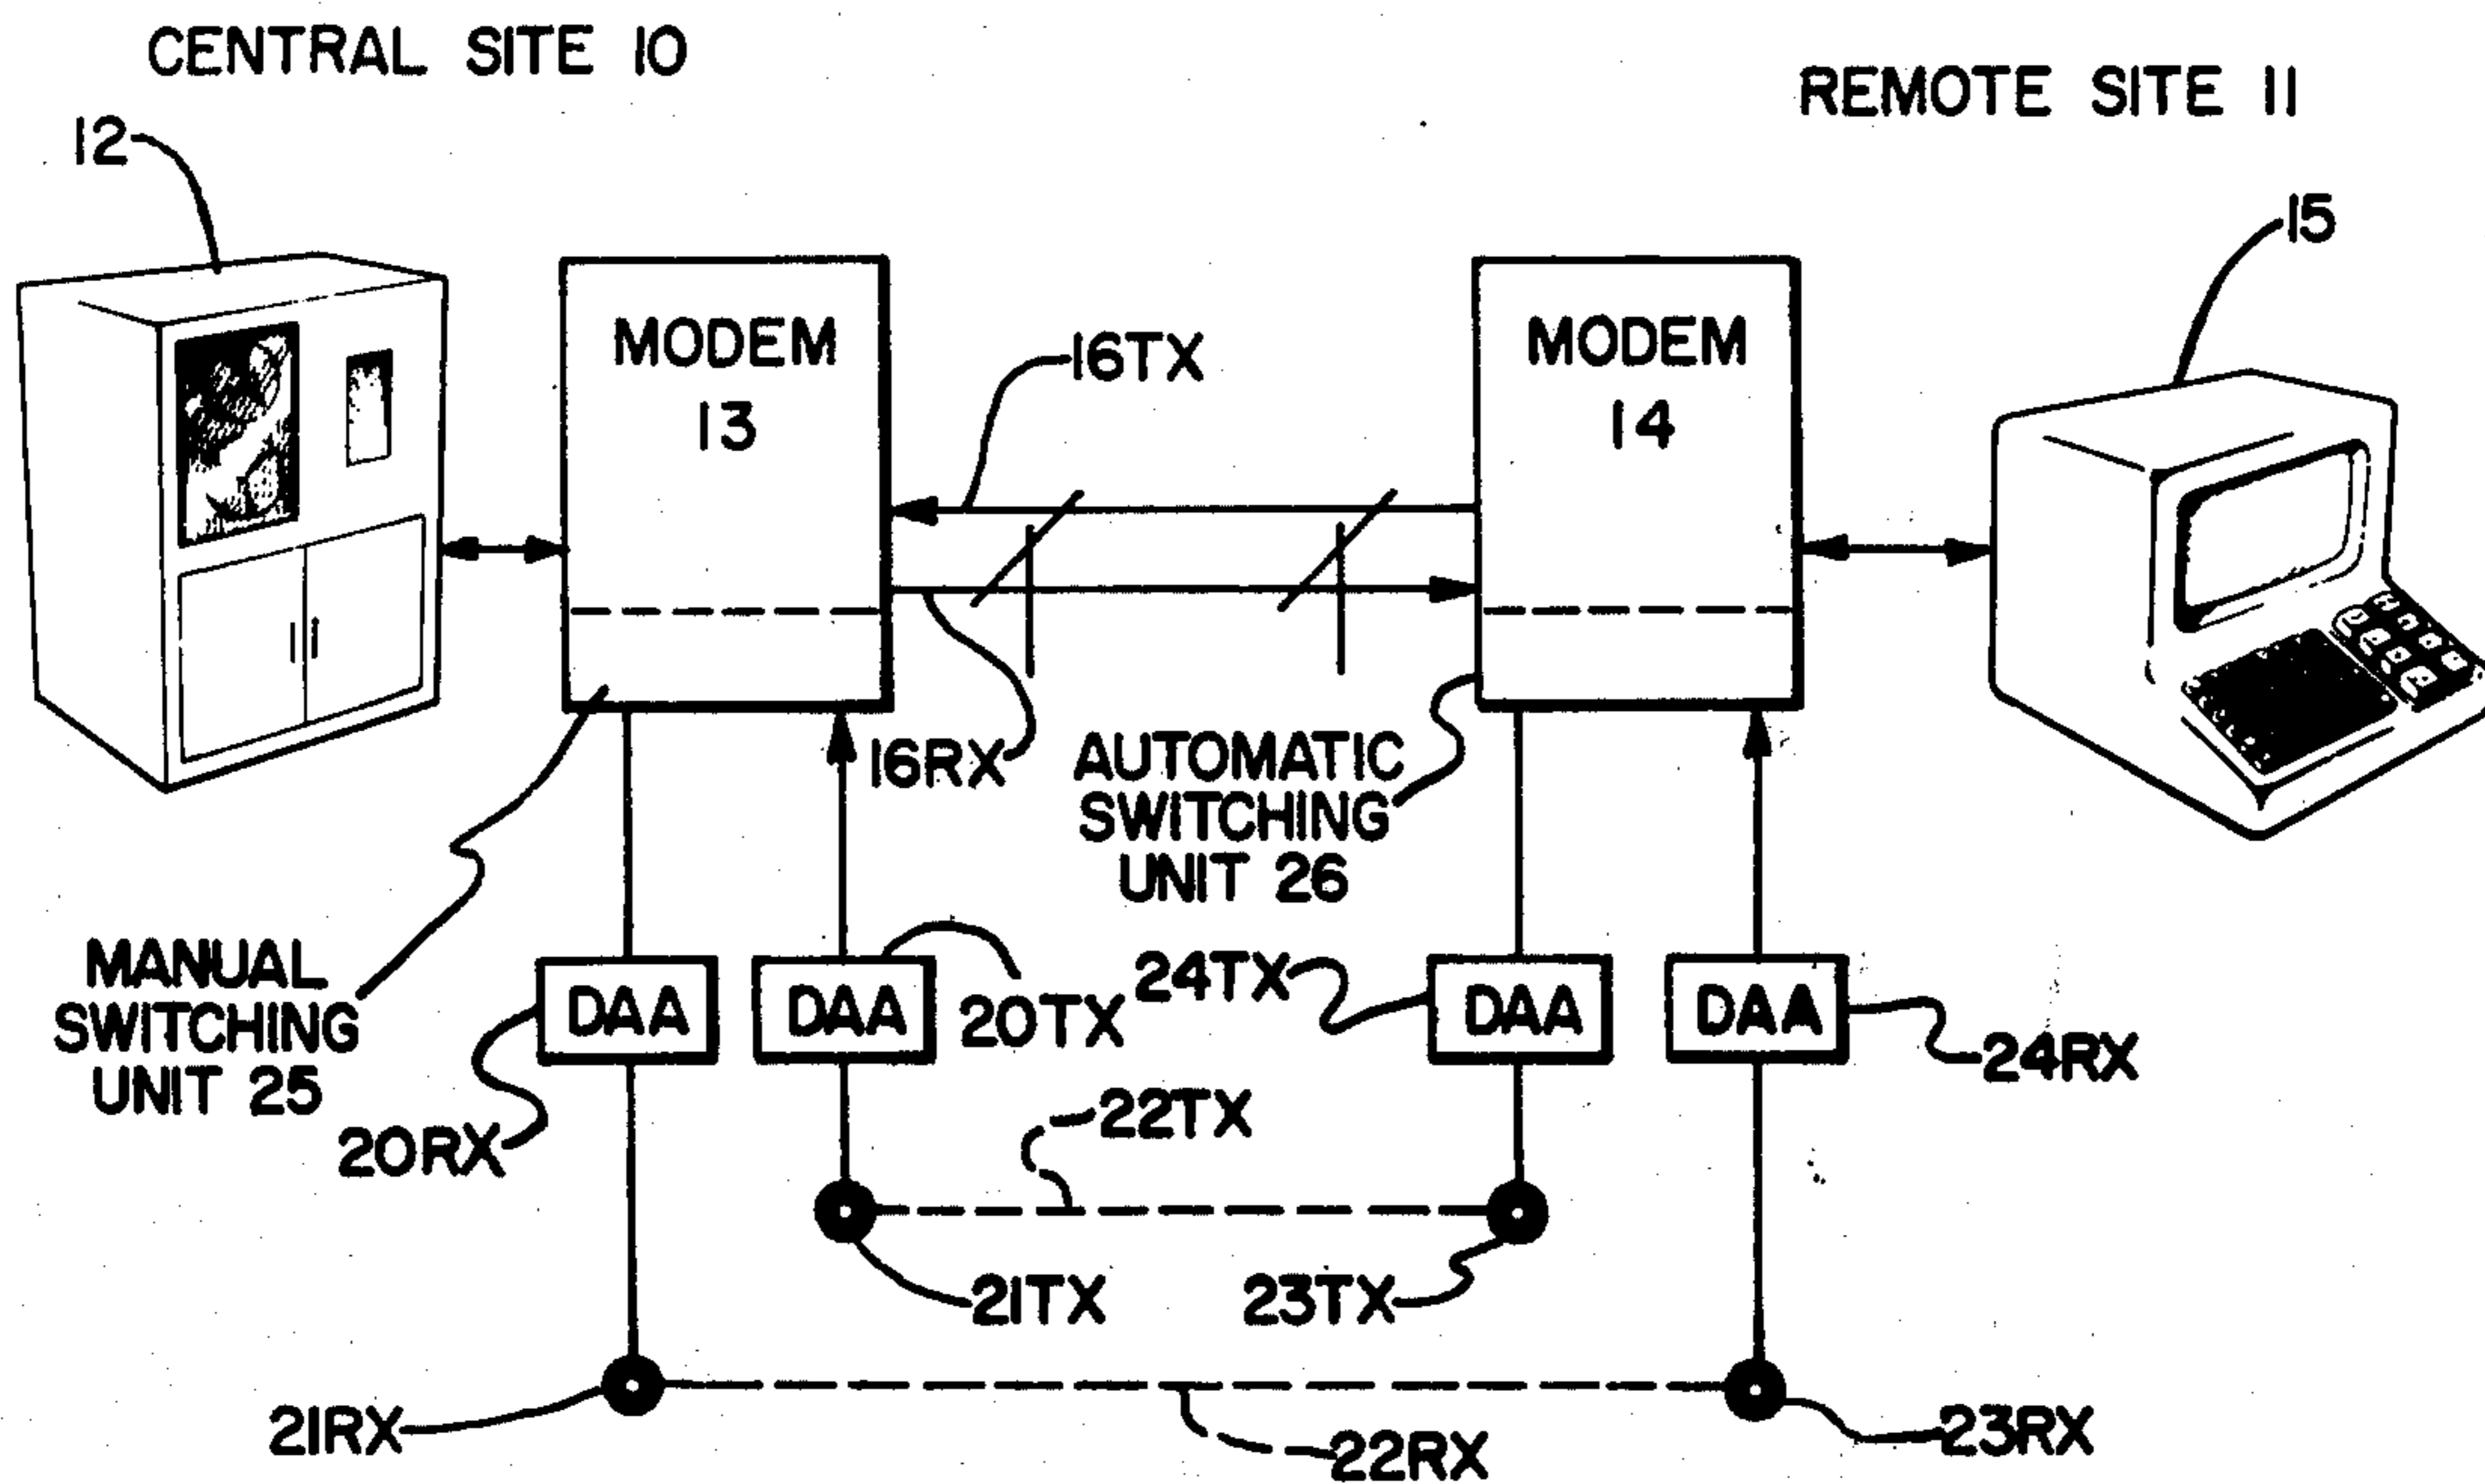 CENTRAL SITE 10
REMOTE SITE 11
12
15
MODEM
13
16TX
MODEM
14
16RX
AUTOMATIC
SWITCHING
UNIT 26
MANUAL
SWITCHING
UNIT 25
DAA
DAA
20TX
24TX
DAA
DAA
24RX
20RX
22TX
21TX
23TX
21RX
22RX
23RX